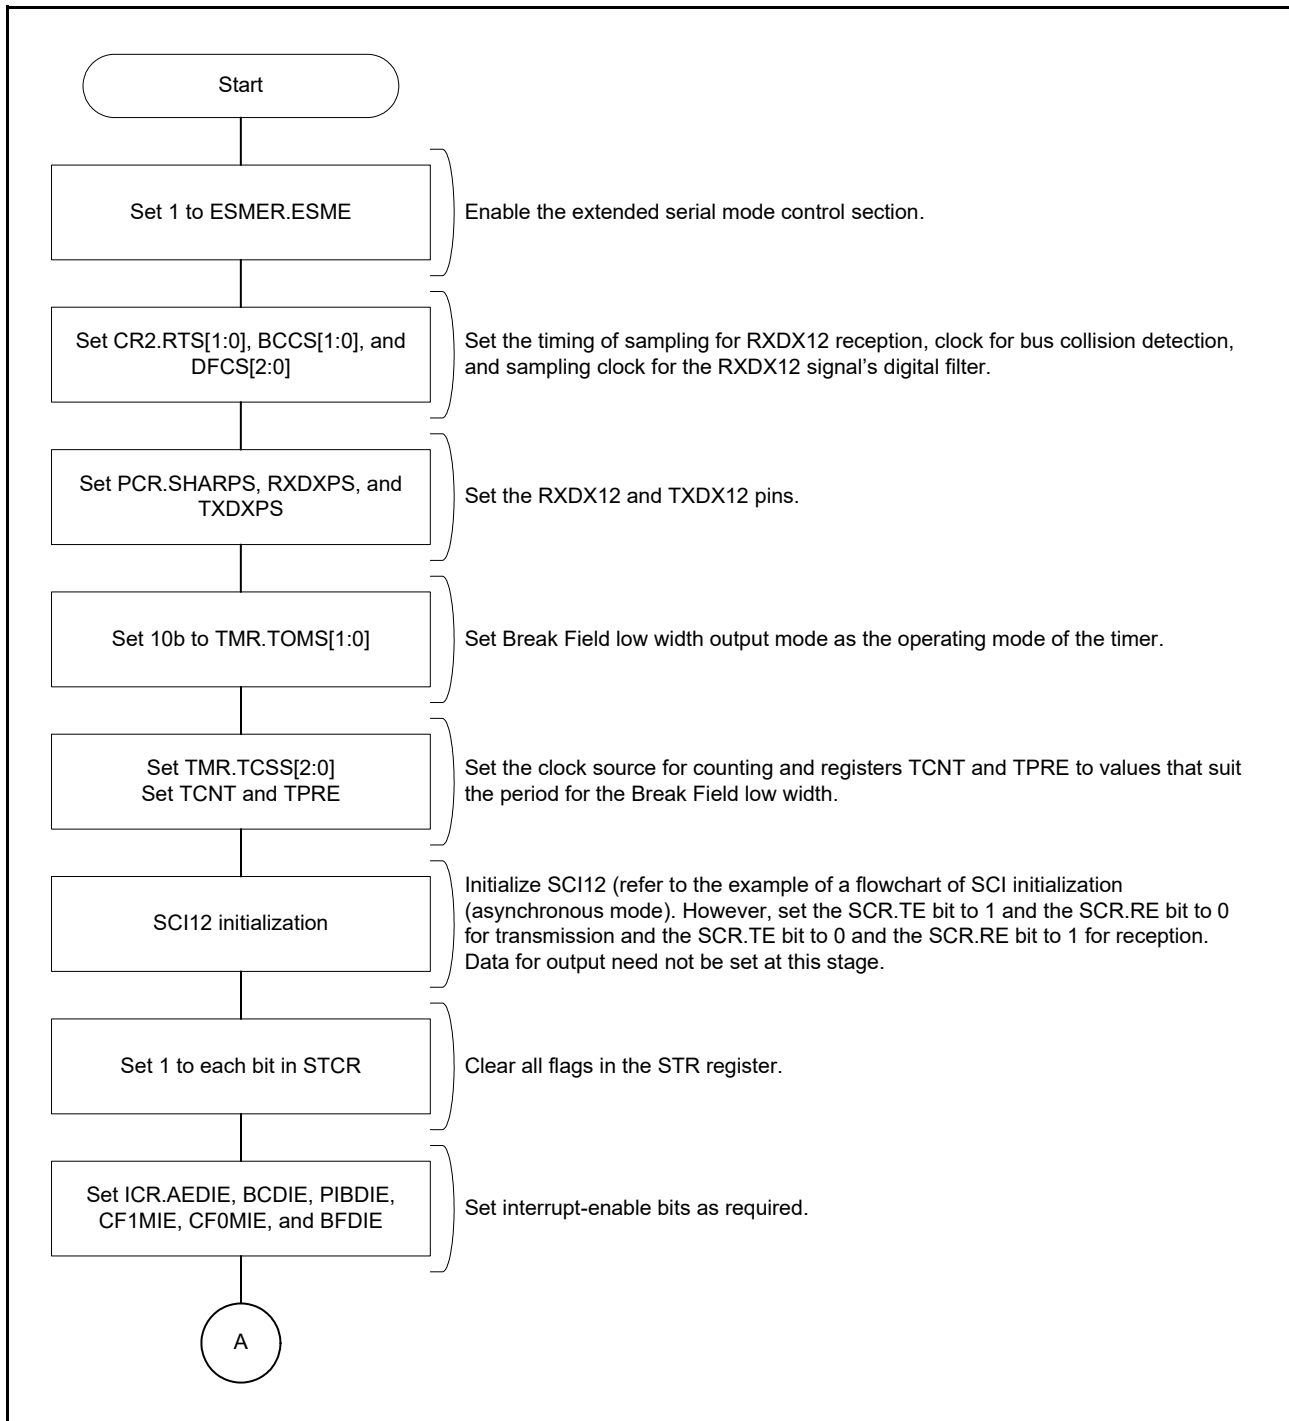 Start
Set 1 to ESMER.ESME
Enable the extended serial mode control section.
Set CR2.RTS[1:0], BCCS[1:0], and
DFCS[2:0]
Set the timing of sampling for RXDX12 reception, clock for bus collision detection,
and sampling clock for the RXDX12 signal's digital filter.
Set PCR.SHARPS, RXDXPS, and
TXDXPS
Set the RXDX12 and TXDX12 pins.
Set 10b to TMR.TOMS[1:0]
Set Break Field low width output mode as the operating mode of the timer.
Set TMR.TCSS[2:0]
Set TCNT and TPRE
Set the clock source for counting and registers TCNT and TPRE to values that suit
the period for the Break Field low width.
SCI12 initialization
Initialize SCI12 (refer to the example of a flowchart of SCI initialization
(asynchronous mode). However, set the SCR.TE bit to 1 and the SCR.RE bit to 0
for transmission and the SCR.TE bit to 0 and the SCR.RE bit to 1 for reception.
Data for output need not be set at this stage.
Set 1 to each bit in STCR
Clear all flags in the STR register.
Set ICR.AEDIE, BCDIE, PIBDIE,
CF1MIE, CF0MIE, and BFDIE
Set interrupt-enable bits as required.
A